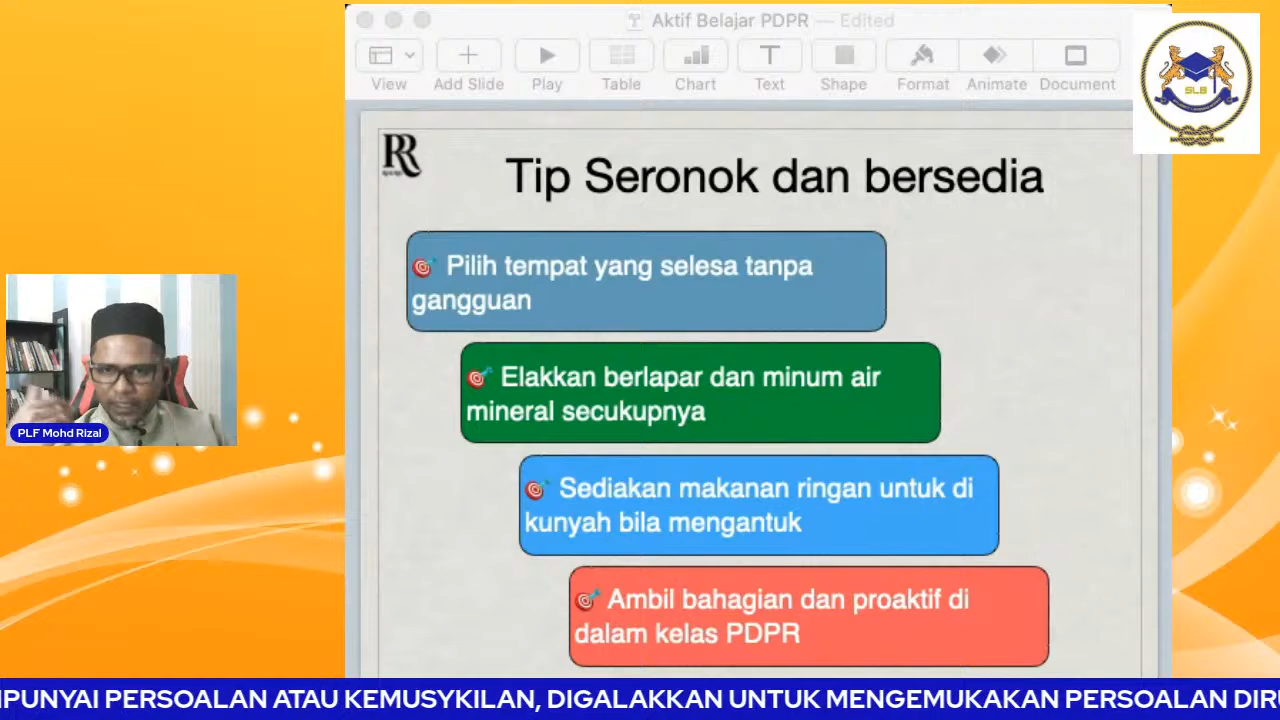 Aktif Belajar PDPR — Edited
View
Add Slide
Play
Table
Chart
Text
Shape
Format
Animate
Document
SLB
RR
Tip Seronok dan bersedia
Pilih tempat yang selesa tanpa
gangguan
Elakkan berlapar dan minum air
mineral secukupnya
Sediakan makanan ringan untuk di
kunyah bila mengantuk
Ambil bahagian dan proaktif di
dalam kelas PDPR
PLF Mohd Rizal
MPUNYAI PERSOALAN ATAU KEMUSYKILAN, DIGALAKKAN UNTUK MENGEMUKAKAN PERSOALAN DIR